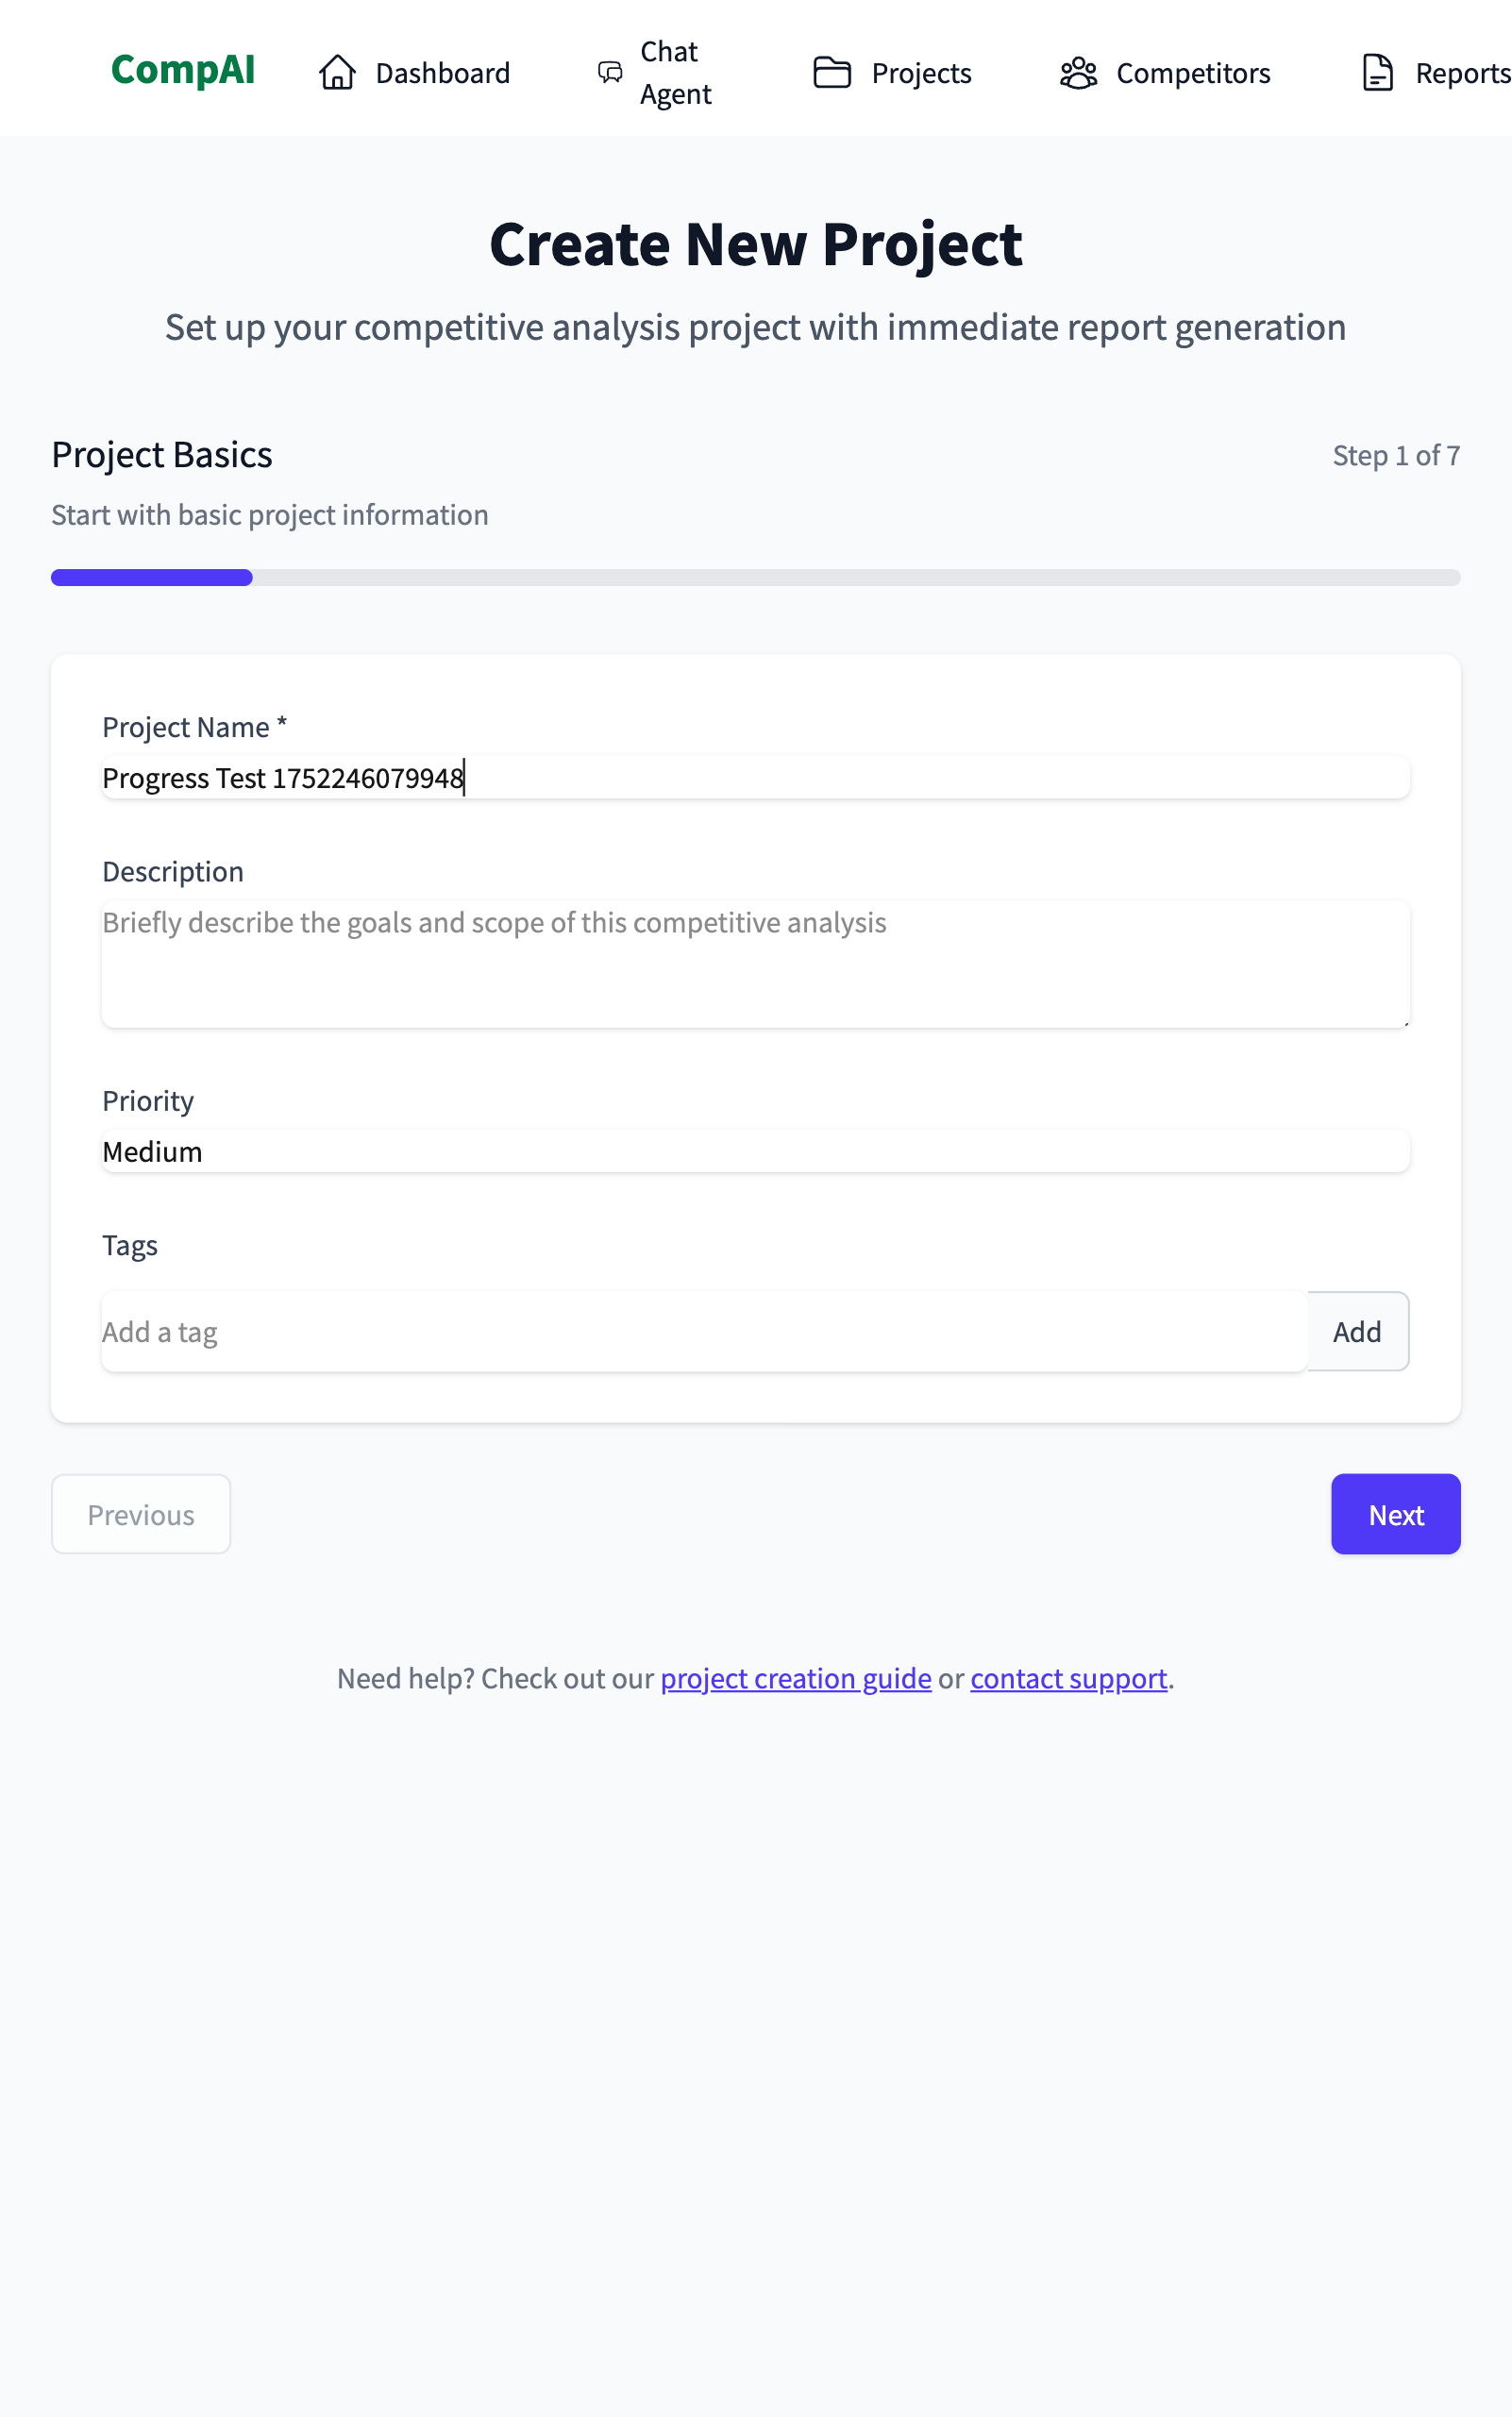 CompAI
Dashboard
Chat
Agent
Projects
Competitors
Reports
Create New Project
Set up your competitive analysis project with immediate report generation
Project Basics
Step 1 of 7
Start with basic project information
Project Name *
Progress Test 1752246079948
Description
Briefly describe the goals and scope of this competitive analysis
Priority
Medium
Tags
Add a tag
Add
Previous
Next
Need help? Check out our project creation guide or contact support.